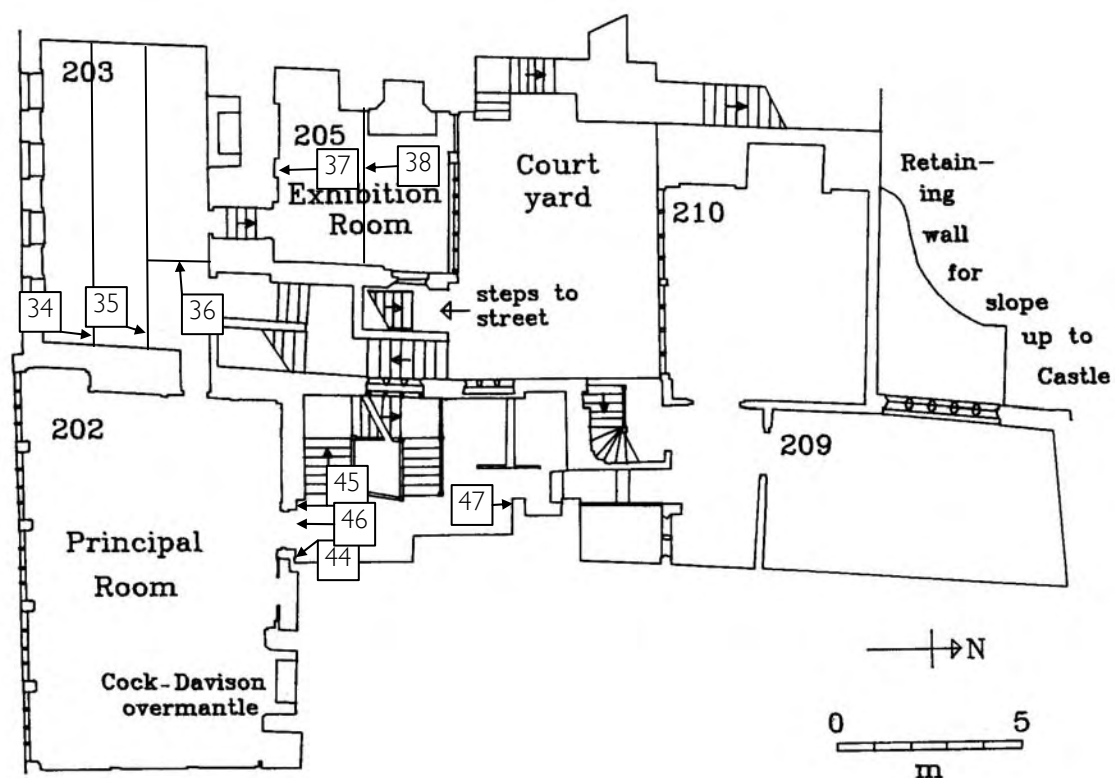 203
205
37
38
Exhibition
Room
Court
yard
210
Retain-
ing
wall
for
slope
up to
Castle
34
35
36
steps to
street
202
209
45
46
44
47
Principal
Room
Cock-Davison
overmantle
N
0 5
m